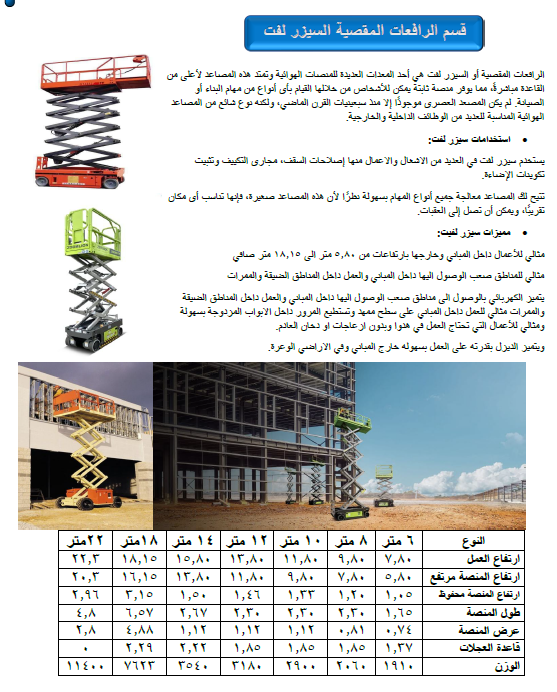 قسم الرافعات المقصية السيزر لفت
الرافعات المقصية أو السيزر لفت هي أحد المعدات العديدة للمنصات الهوائية وتمتد هذه المصاعد لأعلى من
القاعدة مباشرةً، مما يوفر منصة ثابتة يمكن للأشخاص من خلالها القيام بأى أنواع من مهام البناء أو
الصيانة. لم يكن المصعد العصرى موجودًا إلا منذ سبعينيات القرن الماضي، ولكنه نوع شائع من المصاعد
الهوائية المناسبة للعديد من الوظائف الداخلية والخارجية.
• استخدامات سيزر لفت:
يستخدم سيزر لفت في العديد من الاشغال والاعمال منها إصلاحات السقف، مجارى التكييف وتثبيت
تكوينات الإضاءة.
تتيح لك المصاعد معالجة جميع أنواع المهام بسهولة نظرًا لأن هذه المصاعد صغيرة، فإنها تناسب أى مكان
تقريبًا، ويمكن أن تصل إلى العقبات.
• مميزات سيزر لفيت:
مثالي للأعمال داخل المباني وخارجها بارتفاعات من ٥,٨٠ متر الى ١٨,١٥ متر صافي
مثالي للمناطق صعب الوصول اليها داخل المباني والعمل داخل المناطق الضيقة والممرات
يتميز الكهربائي بالوصول الى مناطق صعب الوصول اليها داخل المباني والعمل داخل المناطق الضيقة
والممرات مثالي للعمل داخل المباني على سطح ممهد وتستطيع المرور داخل الابواب المزدوجة بسهولة
ومثالي للأعمال التي تحتاج العمل في هدوا وبدون ازعاجات او دخان العادم.
ويتميز الديزل بقدرته على العمل بسهوله خارج المباني وفي الاراضي الوعرة.
النوع ٦ متر ٨ متر ١٠ متر ١٢ متر ١٤ متر ١٨متر ٢٢متر
ارتفاع العمل ٧,٨٠ ٩,٨٠ ١١,٨٠ ١٣,٨٠ ١٥,٨٠ ١٨,١٥ ٢٢,٣
ارتفاع المنصة مرتفع ٥,٨٠ ٧,٨٠ ٩,٨٠ ١١,٨٠ ١٣,٨٠ ١٦,١٥ ٢٠,٣
ارتفاع المنصة محفوظ ١,٠٥ ١,٢٠ ١,٣٣ ١,٤٦ ١,٥٠ ٣,١٥ ٢,٩٦
طول المنصة ١,٦٥ ٢,٣٠ ٢,٣٠ ٢,٣٠ ٢,٦٧ ٦,٥٧ ٤,٨
عرض المنصة ٠,٧٤ ٠,٨١ ١,١٢ ١,١٢ ١,١٢ ٤,٨٨ ٢,٨
قاعدة العجلات ١,٣٧ ١,٨٥ ١,٨٥ ١,٨٥ ٢,٢٢ ٢,٢٩ ٠
الوزن ١٩١٠ ٢٠٦٠ ٢٩٠٠ ٣١٨٠ ٣٥٤٠ ٧٦٢٣ ١١٤٠٠